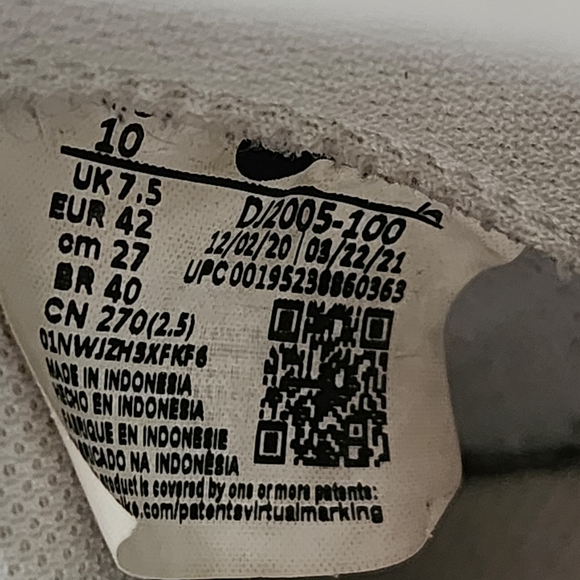 10
UK 7,5
EUR 42
cm 27
BR 40
CN 270(2.5)
01NWJZH3XFKF6
DJ2005-100
12/02/20 03/22/21
UPC 00195238860363
MADE IN INDONESIA
HECHO EN INDONESIA
FABRIQUE EN INDONESIE
FABRICADO NA INDONESIA
product is covered by one or more patents:
.com/patentsvirtualmarking